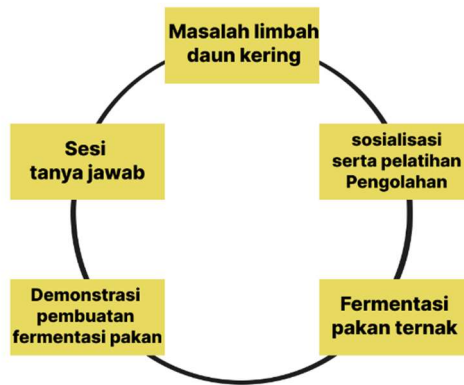 Masalah limbah
daun kering
sosialisasi
serta pelatihan
Pengolahan
Fermentasi
pakan ternak
Demonstrasi
pembuatan
fermentasi pakan
Sesi
tanya jawab